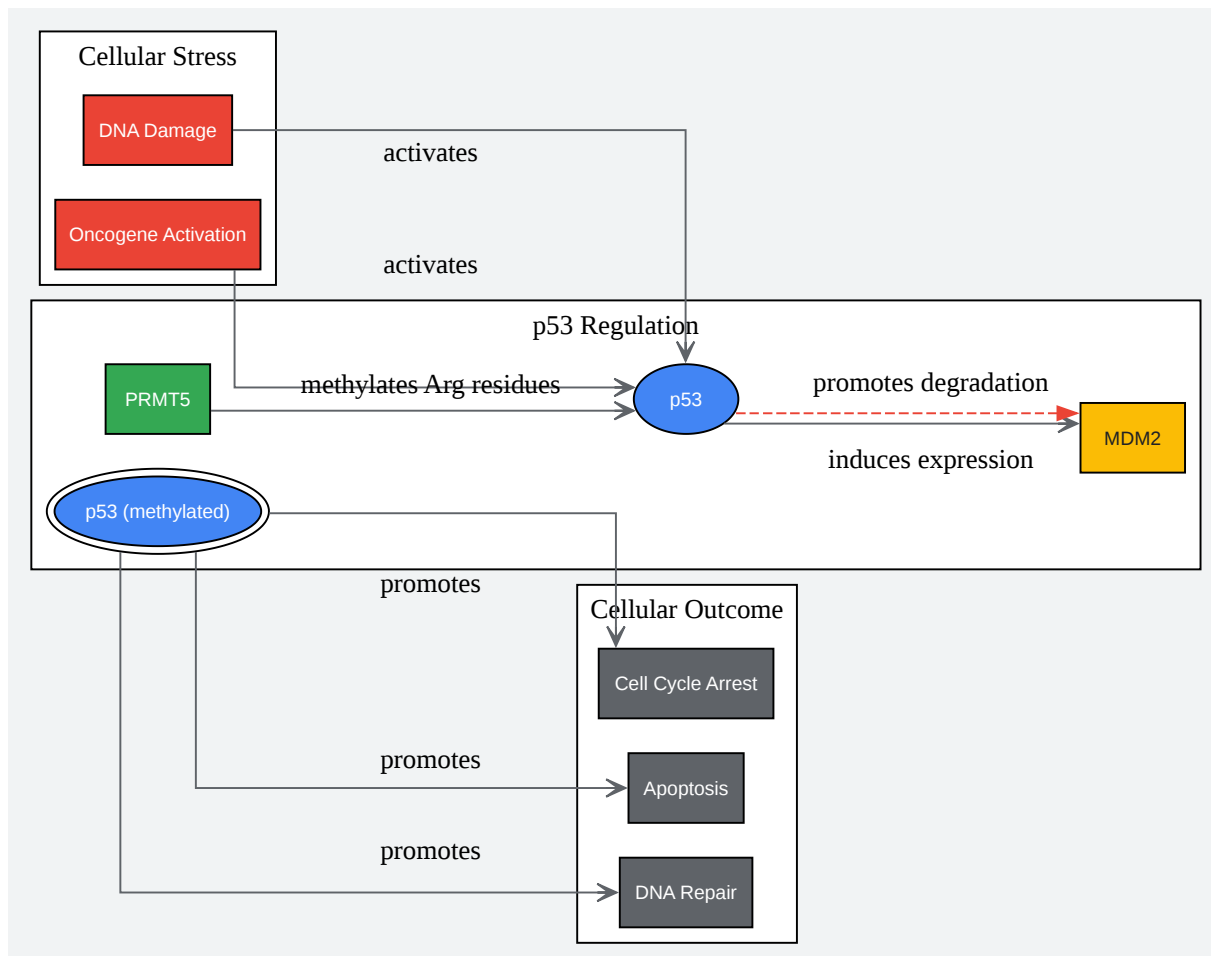 Cellular Stress
DNA Damage
activates
Oncogene Activation
activates
p53 Regulation
PRMT5
methylates Arg residues
p53
promotes degradation
MDM2
induces expression
p53 (methylated)
promotes
Cellular Outcome
Cell Cycle Arrest
promotes
Apoptosis
promotes
DNA Repair